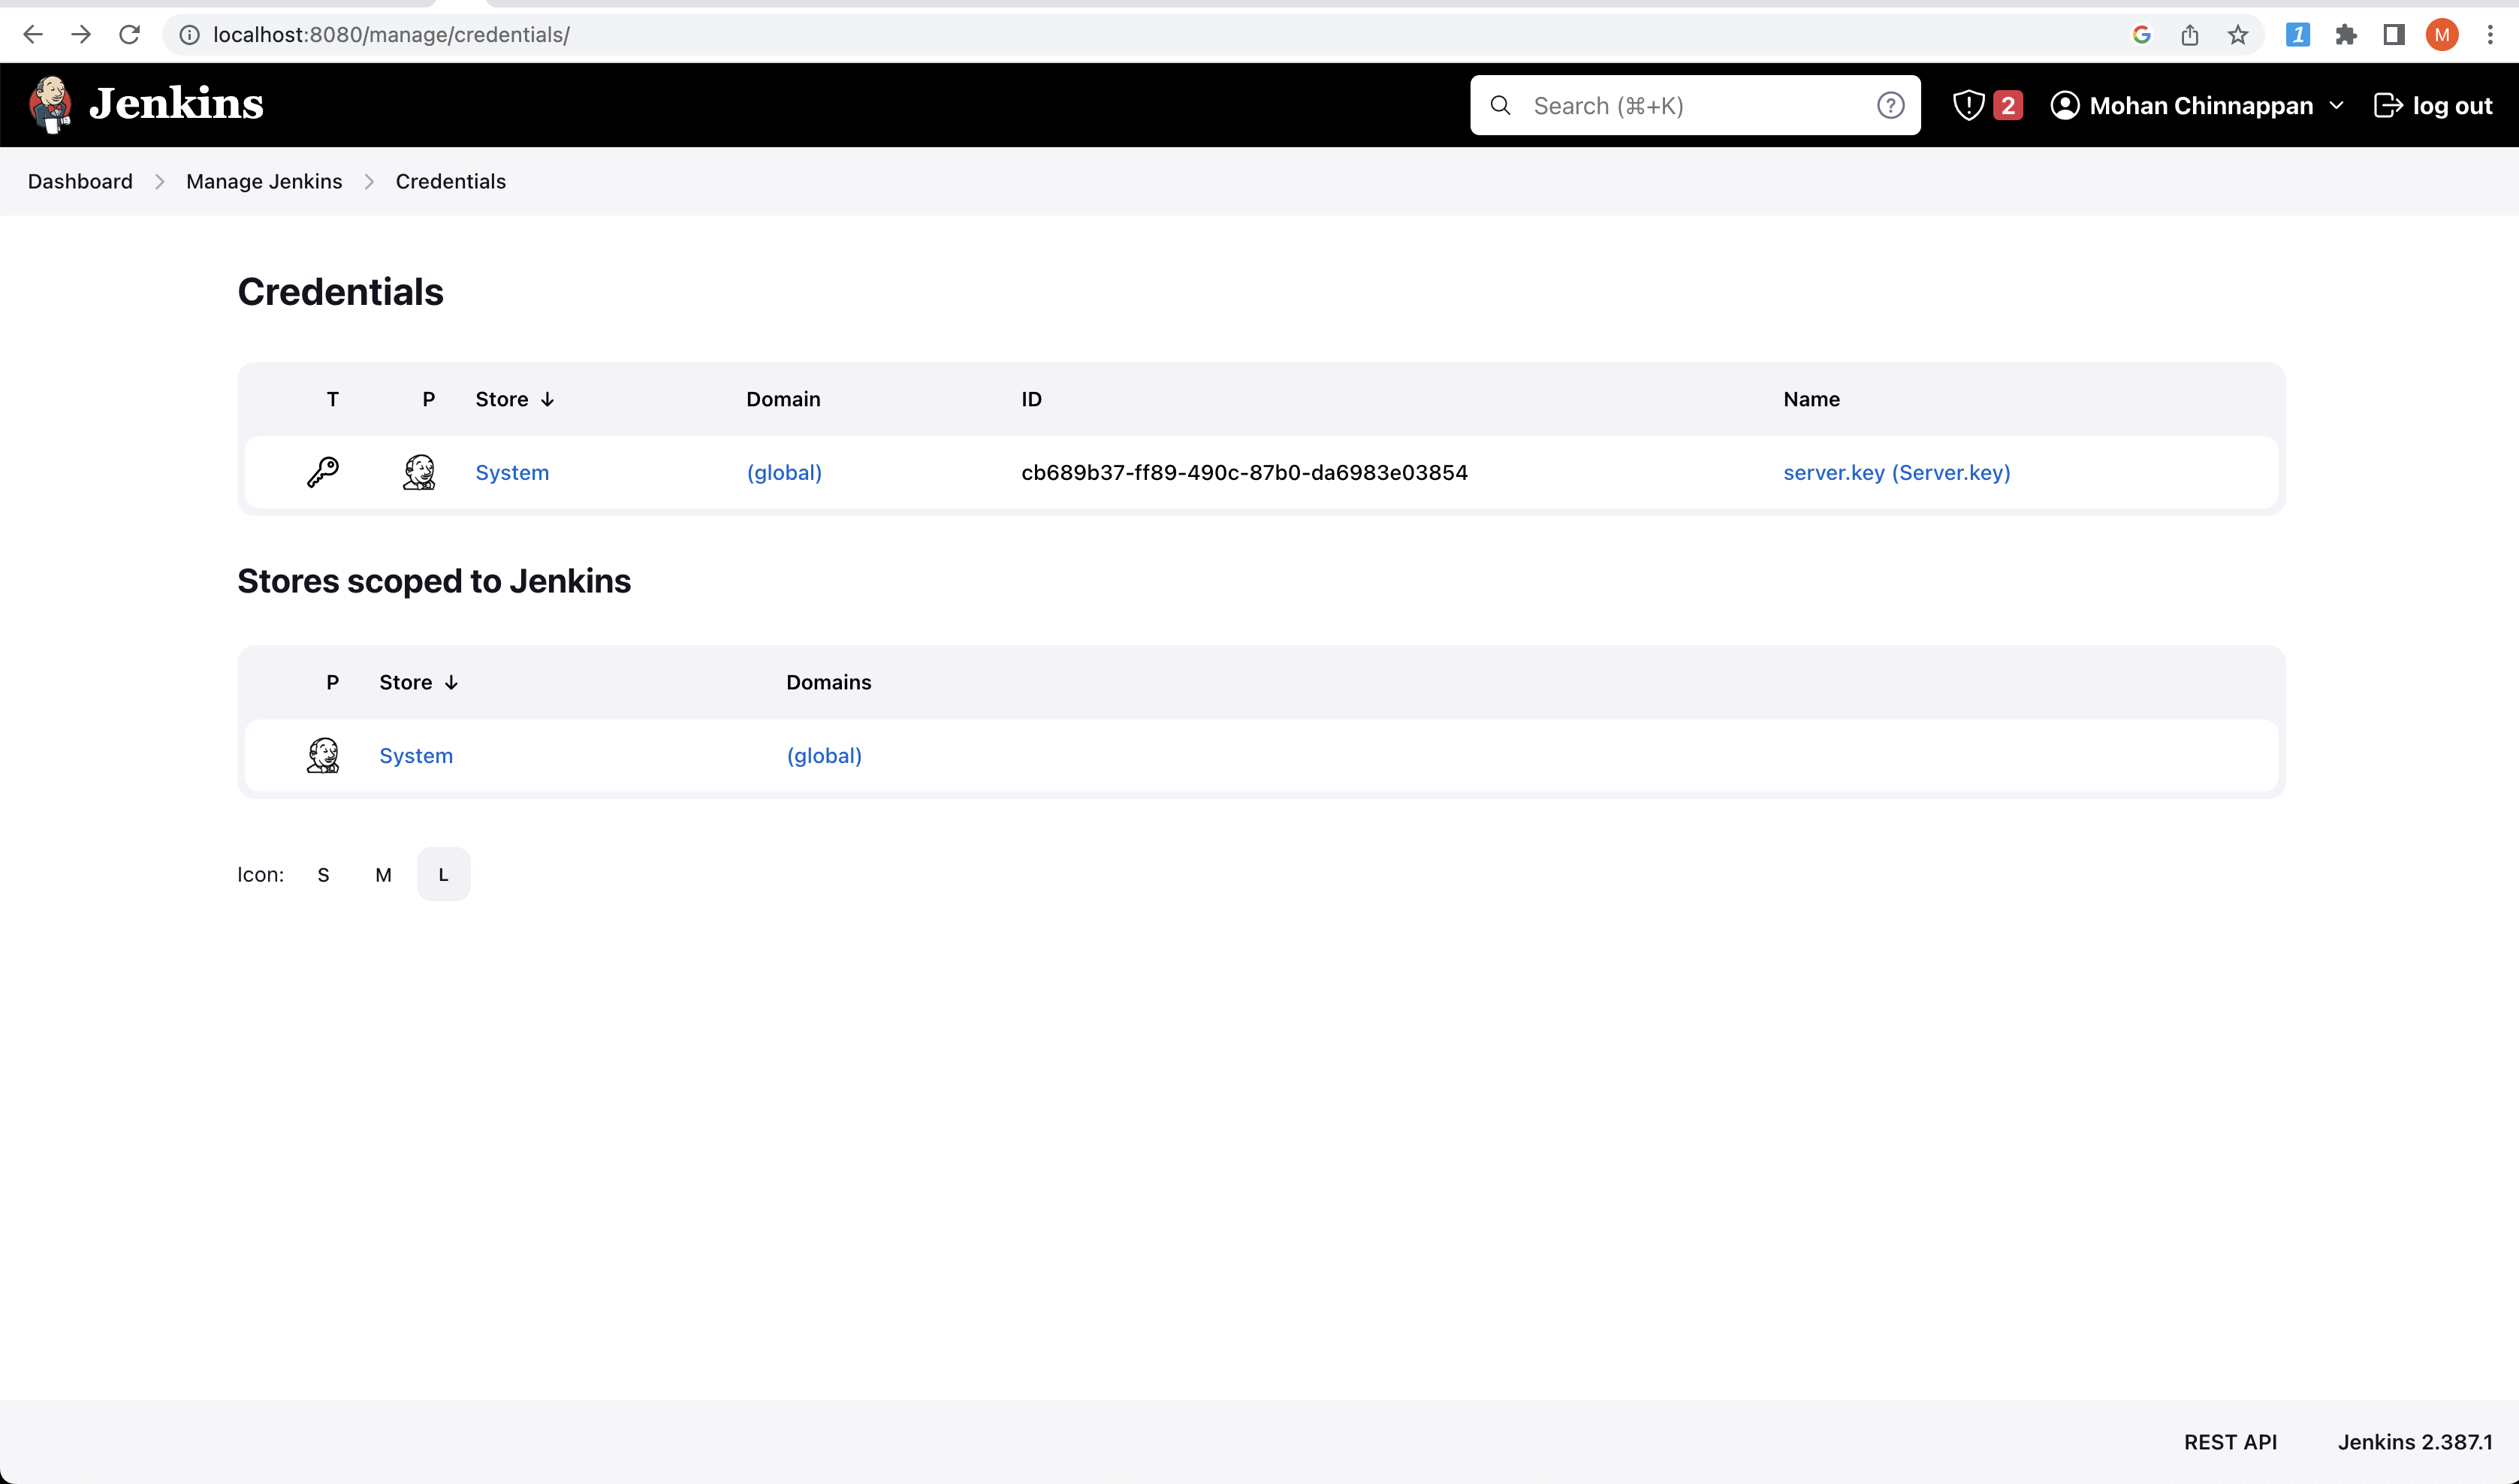 localhost:8080/manage/credentials/
1
M
Jenkins
Search (⌘+K)
?
2
Mohan Chinnappan
log out
Dashboard
Manage Jenkins
Credentials
Credentials
T P Store ↓ Domain ID Name
System (global) cb689b37-ff89-490c-87b0-da6983e03854 server.key (Server.key)
Stores scoped to Jenkins
P Store ↓ Domains
System (global)
Icon: S M L
REST API Jenkins 2.387.1